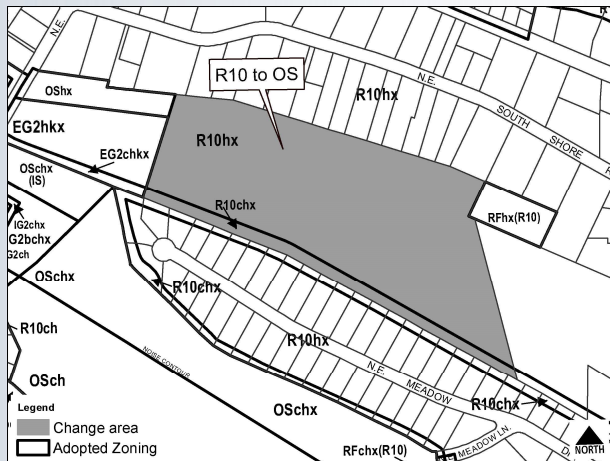 N.E.
R10 to OS
OShx
R10hx
N.E.
SOUTH
SHORE
EG2hkx
R10hx
EG2chkx
OSchx
(IS)
R10chx
RFhx(R10)
IG2chx
G2bchx
G2ch
OSchx
R10chx
R10ch
R10hx
NOISE CONTOUR
OSch
N.E.
MEADOW
OSchx
R10chx
Legend
Change area
Adopted Zoning
RFchx(R10)
MEADOW LN.
NORTH